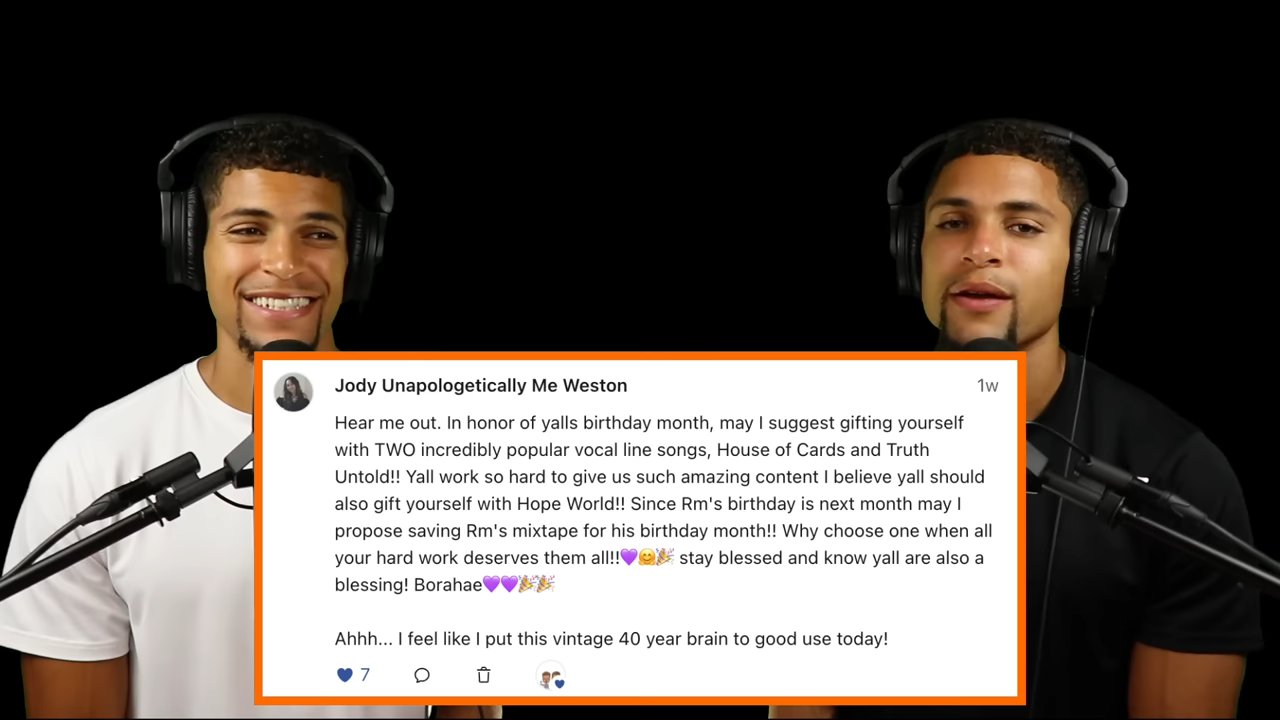 Jody Unapologetically Me Weston
1w
Hear me out. In honor of yalls birthday month, may I suggest gifting yourself
with TWO incredibly popular vocal line songs, House of Cards and Truth
Untold!! Yall work so hard to give us such amazing content I believe yall should
also gift yourself with Hope World!! Since Rm's birthday is next month may I
propose saving Rm's mixtape for his birthday month!! Why choose one when all
your hard work deserves them all!!💜🤗🎉 stay blessed and know yall are also a
blessing! Borahae💜💜🎉🎉
Ahhh... I feel like I put this vintage 40 year brain to good use today!
7